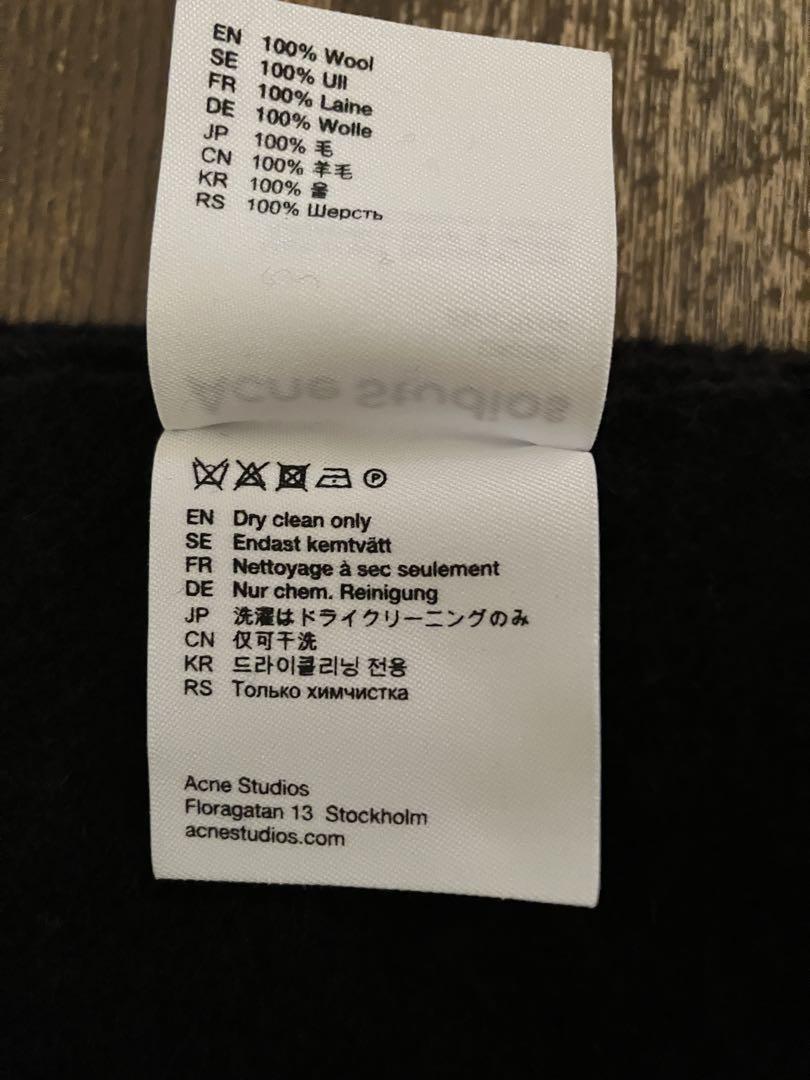 EN 100% Wool
SE 100% Ull
FR 100% Laine
DE 100% Wolle
JP 100% 毛
CN 100% 羊毛
KR 100% 울
RS 100% Шерсть
Acne Studios
EN Dry clean only
SE Endast kemtvätt
FR Nettoyage à sec seulement
DE Nur chem. Reinigung
JP 洗濯はドライクリーニングのみ
CN 仅可干洗
KR 드라이클리닝 전용
RS Только химчистка
Acne Studios
Floragatan 13 Stockholm
acnestudios.com